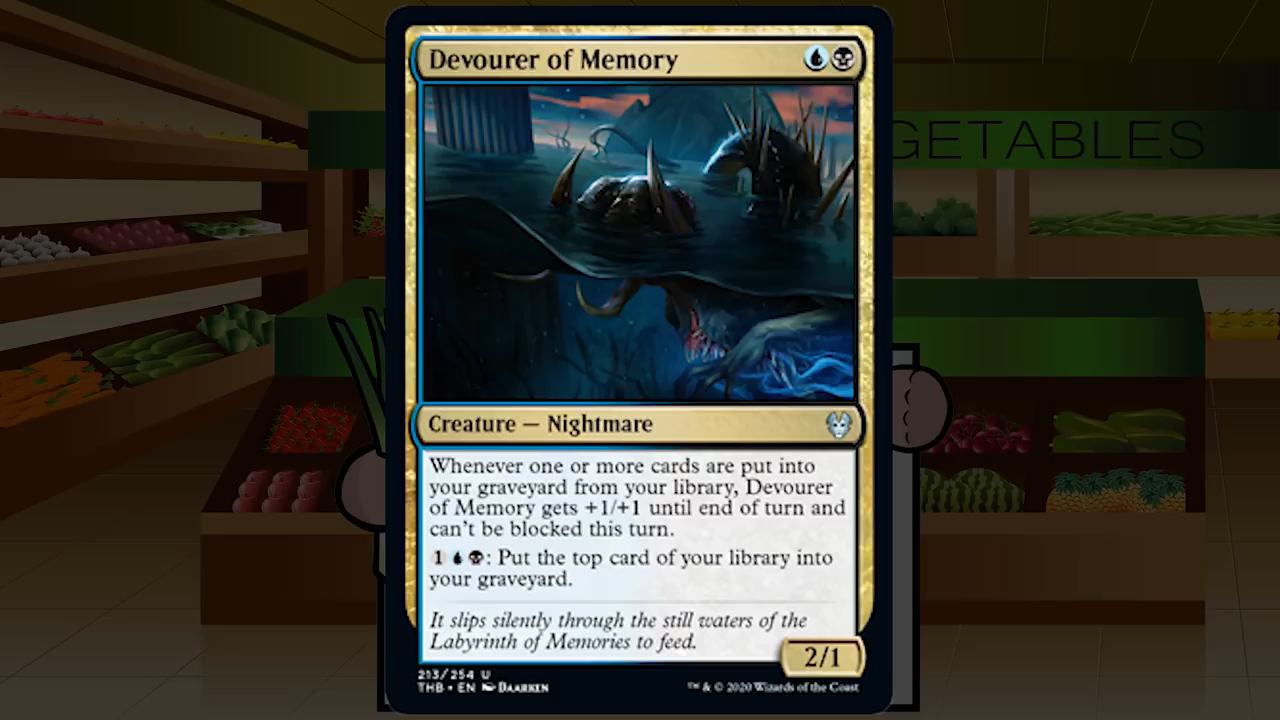 Devourer of Memory
GETABLES
Creature — Nightmare
Whenever one or more cards are put into
your graveyard from your library, Devourer
of Memory gets +1/+1 until end of turn and
can't be blocked this turn.
1 : Put the top card of your library into
your graveyard.
It slips silently through the still waters of the
Labyrinth of Memories to feed.
2/1
213/254 U
THB • EN DAARKEN
™ & © 2020 Wizards of the Coast